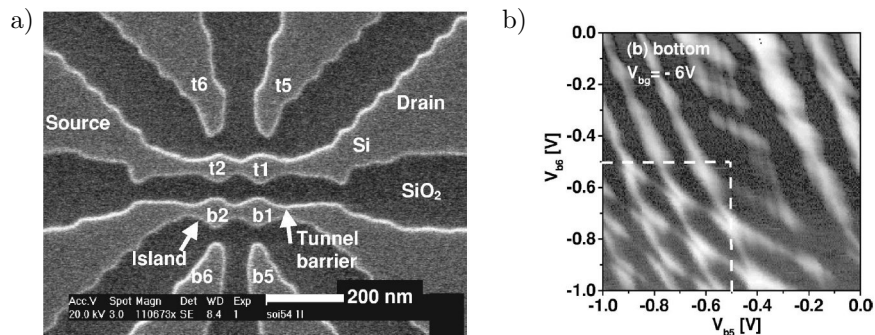 a)
t6
t5
Drain
Source
Si
t2
t1
SiO2
b2
b1
Island
Tunnel
barrier
b6
b5
200 nm
Acc.V Spot Magn Det WD Exp
20.0 kV 3.0 110673x SE 8.4 1 soi54 1l
b)
(b) bottom
Vbg= - 6V
0.0
-0.2
-0.4
-0.6
-0.8
-1.0
Vb6 [V]
-1.0 -0.8 -0.6 -0.4 -0.2 0.0
Vb5 [V]